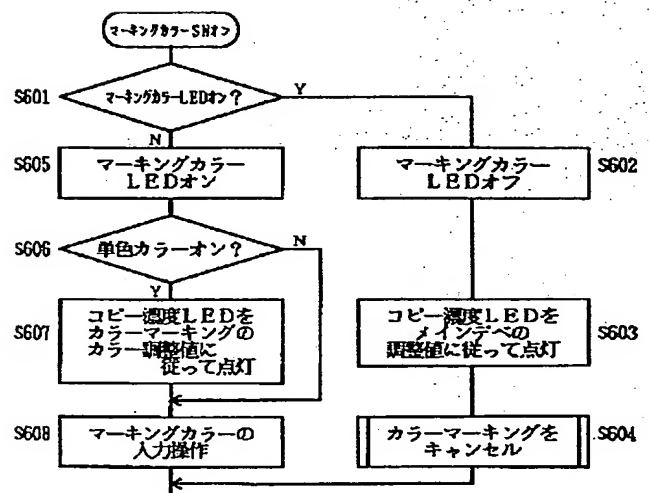 マーキングカラーSWオン
S601
マーキングカラーLEDオン?
Y
N
S605
マーキングカラー
LEDオン
マーキングカラー
LEDオフ
S602
S606
単色カラーオン?
N
Y
S607
コピー濃度LEDを
カラーマーキングの
カラー調整値に
従って点灯
コピー濃度LEDを
メインデベの
調整値に従って点灯
S603
S608
マーキングカラーの
入力操作
カラーマーキングを
キャンセル
S604